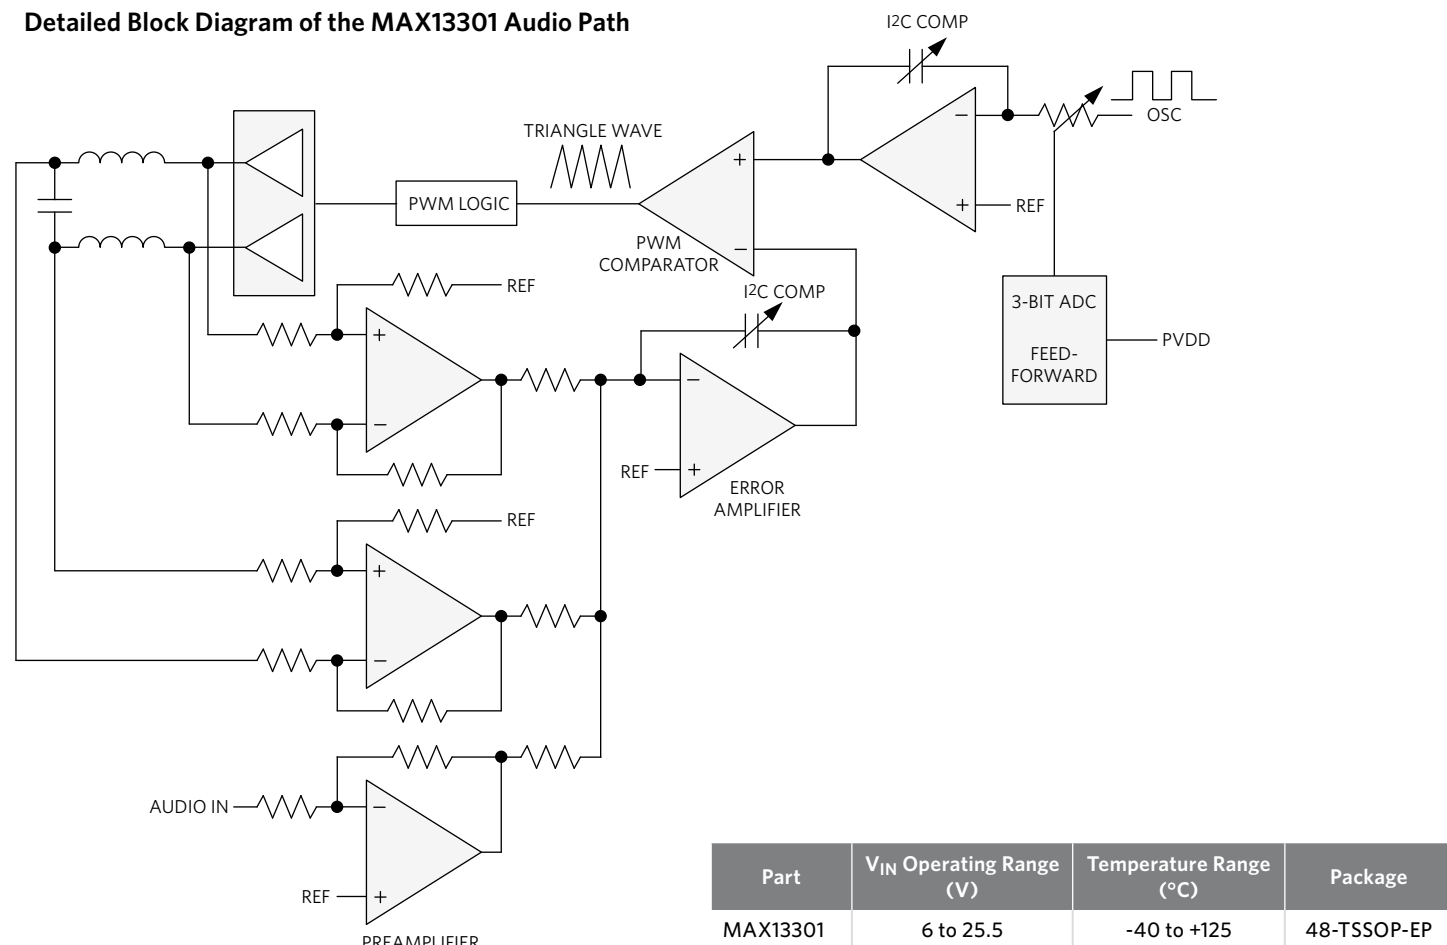 Detailed Block Diagram of the MAX13301 Audio Path
I2C COMP
OSC
TRIANGLE WAVE
PWM LOGIC
+
−
PWM
COMPARATOR
−
+
REF
I2C COMP
3-BIT ADC
FEED-
FORWARD
PVDD
REF
+
−
−
REF
+
ERROR
AMPLIFIER
REF
+
−
AUDIO IN
−
REF
+
PREAMPLIFIER
Part
VIN Operating Range
(V)
Temperature Range
(°C)
Package
MAX13301
6 to 25.5
-40 to +125
48-TSSOP-EP